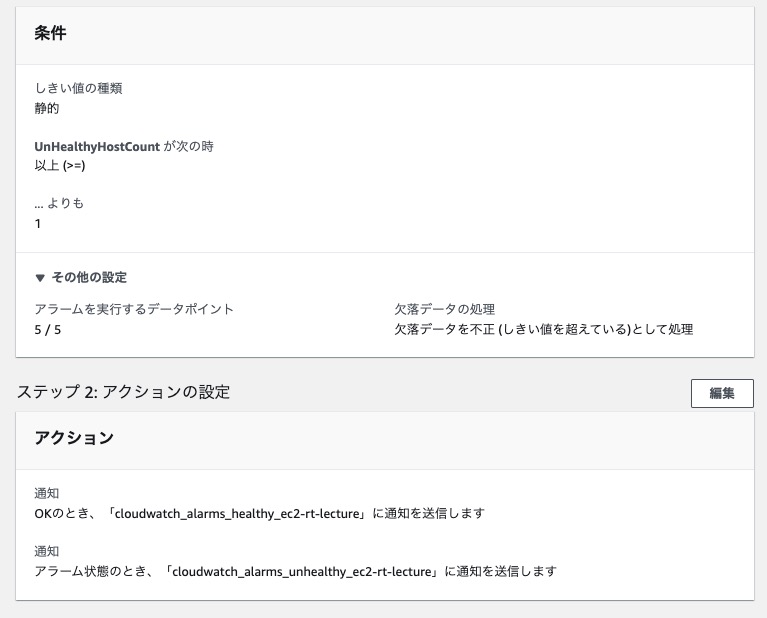 条件
しきい値の種類
静的
UnHealthyHostCount が次の時
以上 (>=)
... よりも
1
▼ その他の設定
アラームを実行するデータポイント
5 / 5
欠落データの処理
欠落データを不正 (しきい値を超えている)として処理
ステップ 2: アクションの設定
編集
アクション
通知
OKのとき、「cloudwatch_alarms_healthy_ec2-rt-lecture」に通知を送信します
通知
アラーム状態のとき、「cloudwatch_alarms_unhealthy_ec2-rt-lecture」に通知を送信します